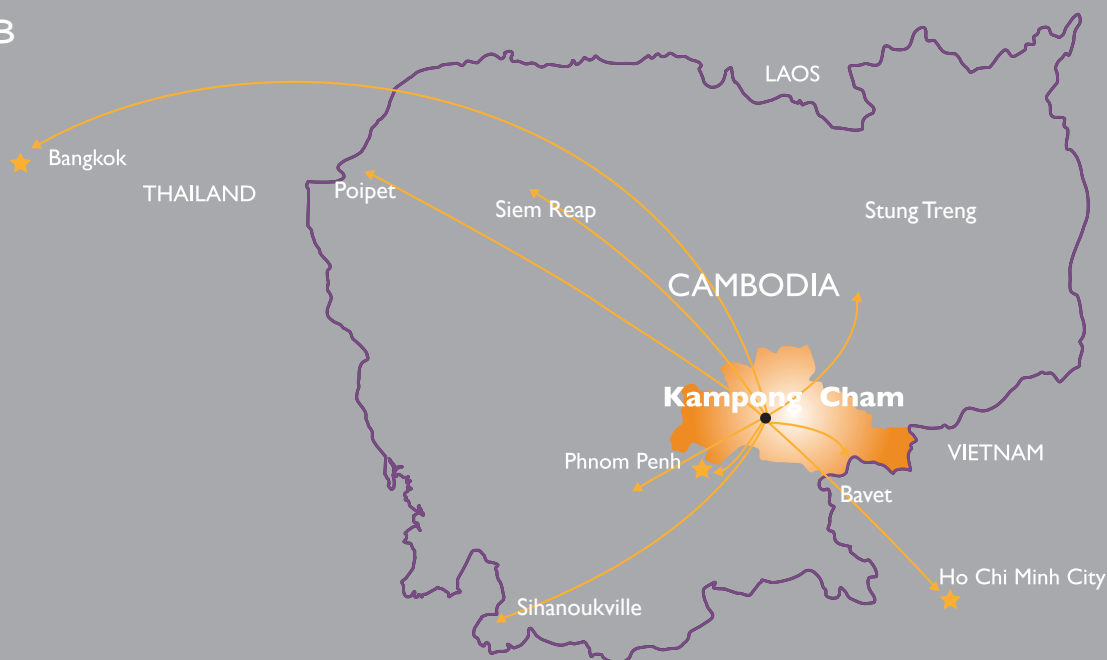 B
LAOS
Bangkok
THAILAND
Poipet
Siem Reap
Stung Treng
CAMBODIA
Kampong Cham
Phnom Penh
VIETNAM
Bavet
Ho Chi Minh City
Sihanoukville